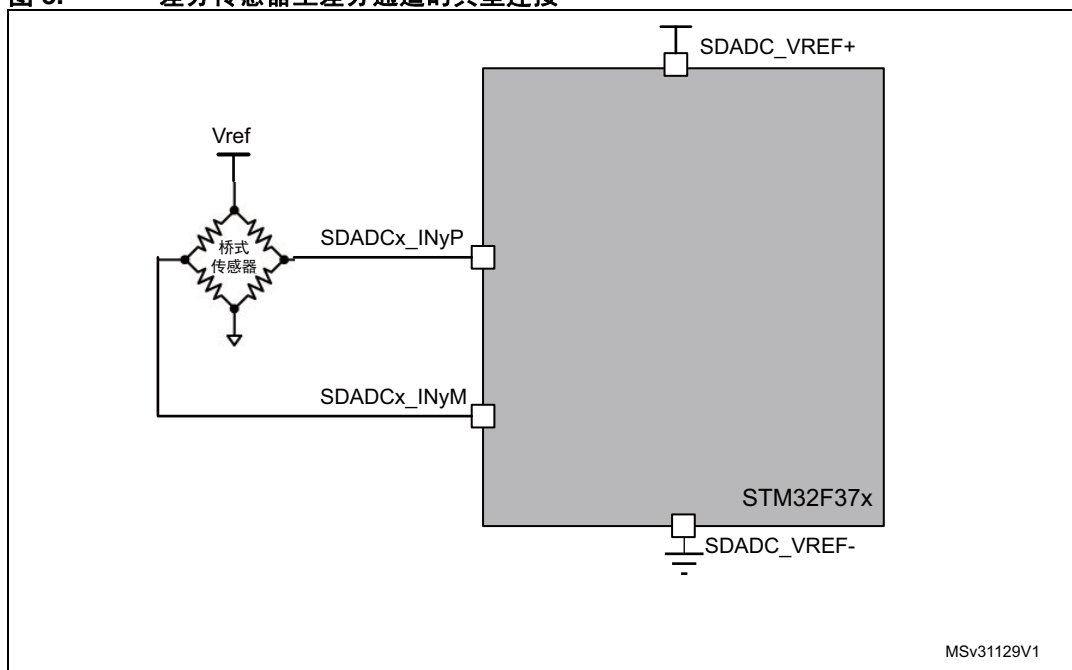 SDADC_VREF+
Vref
SDADCx_INyP
桥式
传感器
SDADCx_INyM
STM32F37x
SDADC_VREF-
MSv31129V1